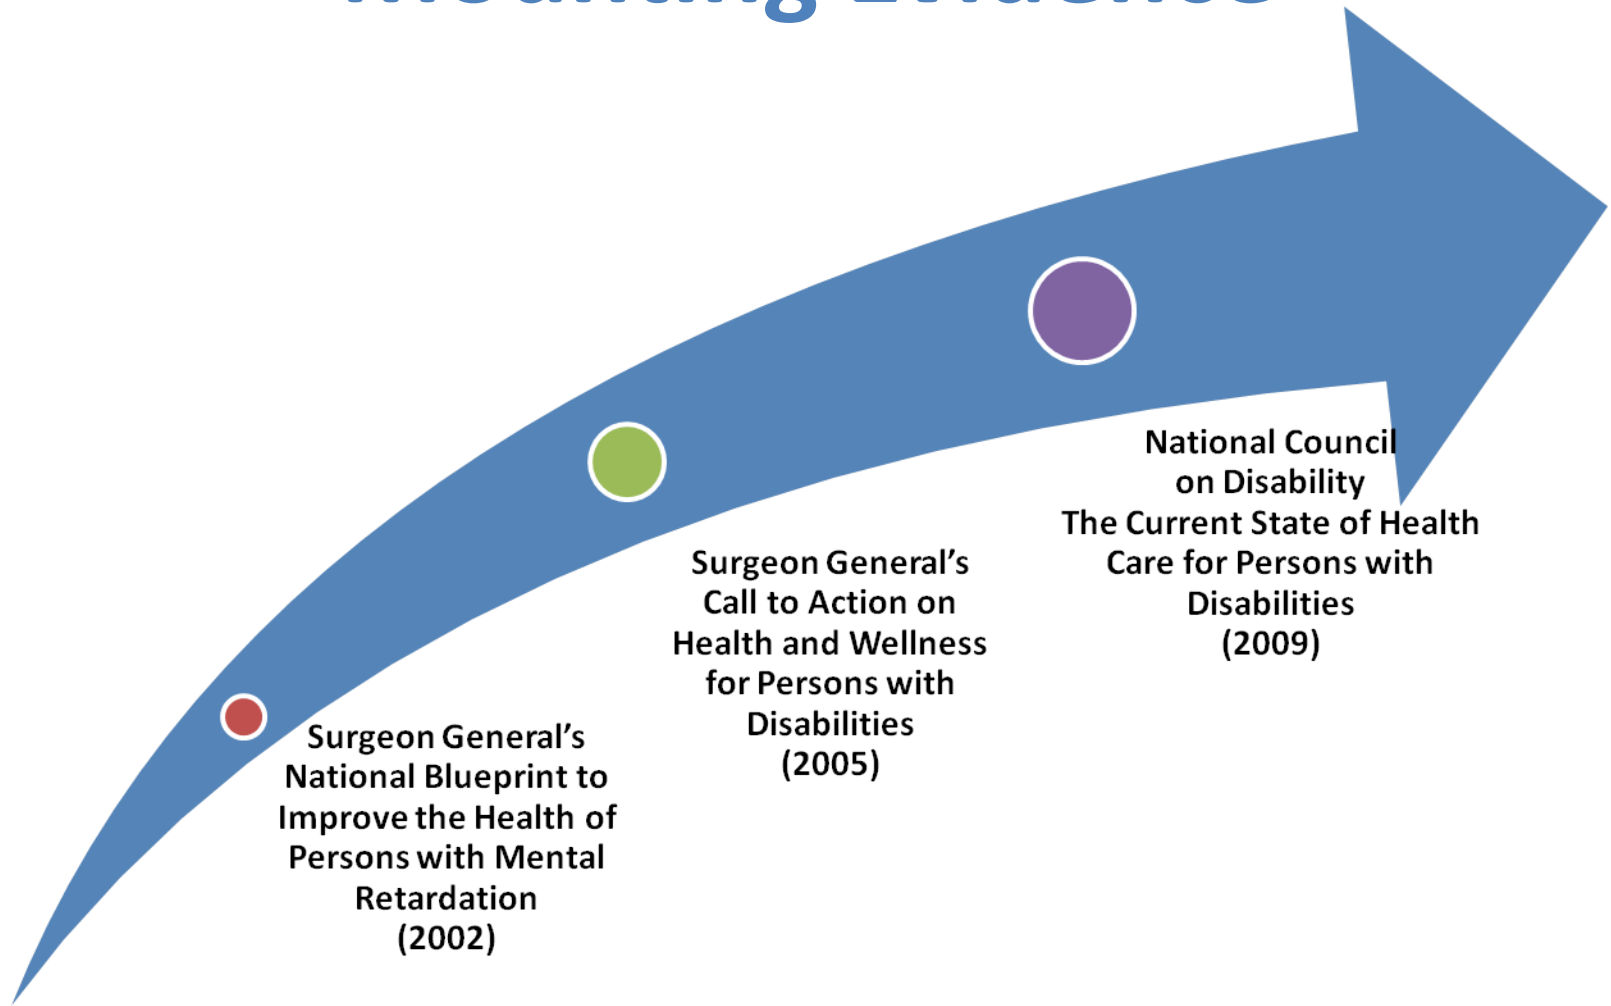 Mounting Evidence
Surgeon General’s
National Blueprint to
Improve the Health of
Persons with Mental
Retardation
(2002)
Surgeon General’s
Call to Action on
Health and Wellness
for Persons with
Disabilities
(2005)
National Council
on Disability
The Current State of Health
Care for Persons with
Disabilities
(2009)